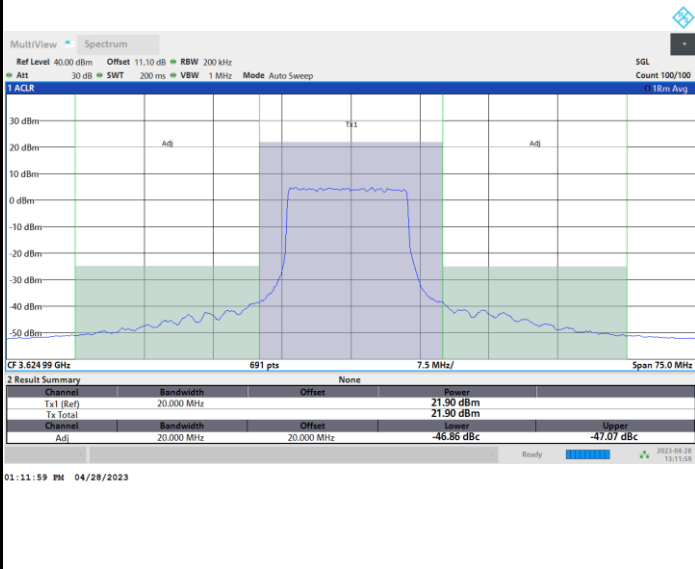 MultiView Spectrum
Ref Level 40.00 dBm Offset 11.10 dB RBW 200 kHz SGL
Att 30 dB SWT 200 ms VBW 1 MHz Mode Auto Sweep Count 100/100
1 ACLR 1Rm Avg
30 dBm
Tx1
20 dBm
Adj Adj
10 dBm
0 dBm
-10 dBm
-20 dBm
-30 dBm
-40 dBm
-50 dBm
CF 3.624 99 GHz 691 pts 7.5 MHz/ Span 75.0 MHz
2 Result Summary None
Channel Bandwidth Offset Power
Tx1 (Ref) 20.000 MHz 21.90 dBm
Tx Total 21.90 dBm
Channel Bandwidth Offset Lower Upper
Adj 20.000 MHz 20.000 MHz -46.86 dBc -47.07 dBc
Ready 2023-04-28
13:11:59
01:11:59 PM 04/28/2023